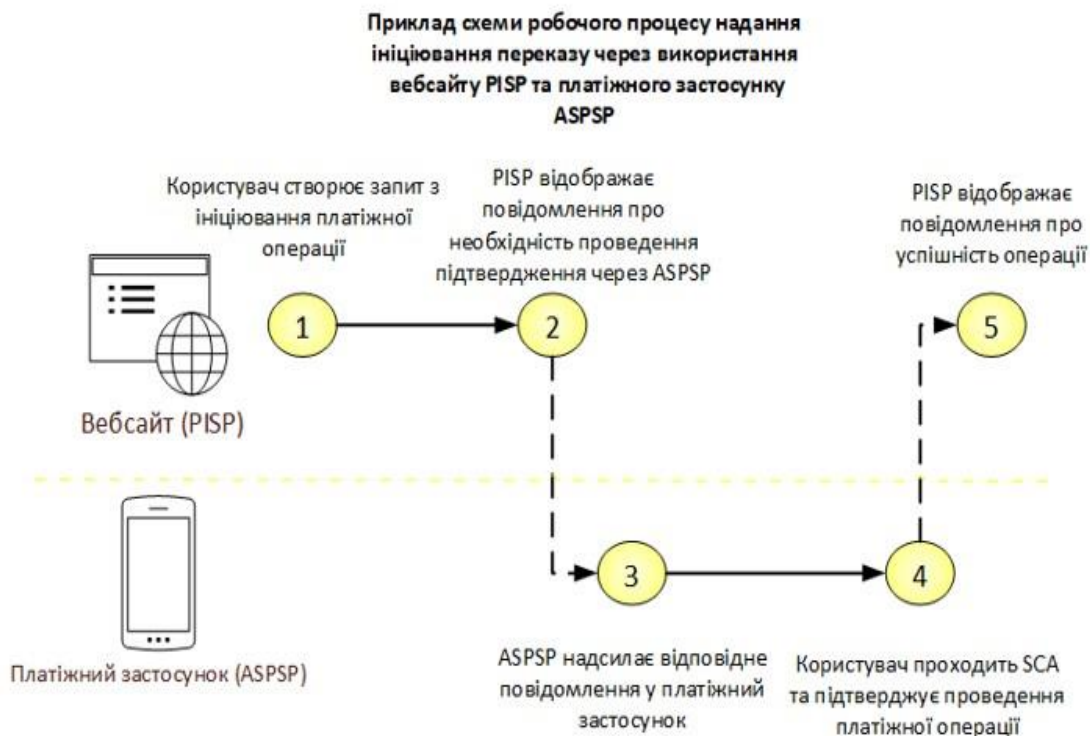 Приклад схеми робочого процесу надання
ініціювання переказу через використання
вебсайту PISP та платіжного застосунку
ASPSP
Користувач створює запит з
ініціювання платіжної
операції
PISP відображає
повідомлення про
необхідність проведення
підтвердження через ASPSP
PISP відображає
повідомлення про
успішність операції
1
2
5
Вебсайт (PISP)
3
4
Платіжний застосунок (ASPSP)
ASPSP надсилає відповідне
повідомлення у платіжний
застосунок
Користувач проходить SCA
та підтверджує проведення
платіжної операції